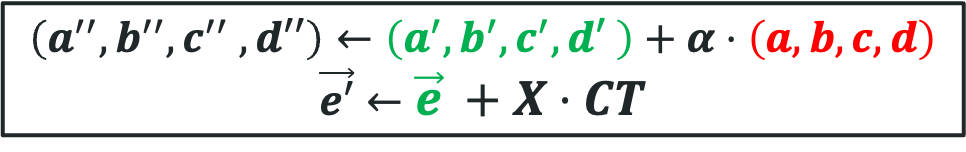 (a′′, b′′, c′′ , d′′) ← (a′, b′, c′, d′ ) + α · (a, b, c, d)
e′⃗ ← e⃗ + X · CT